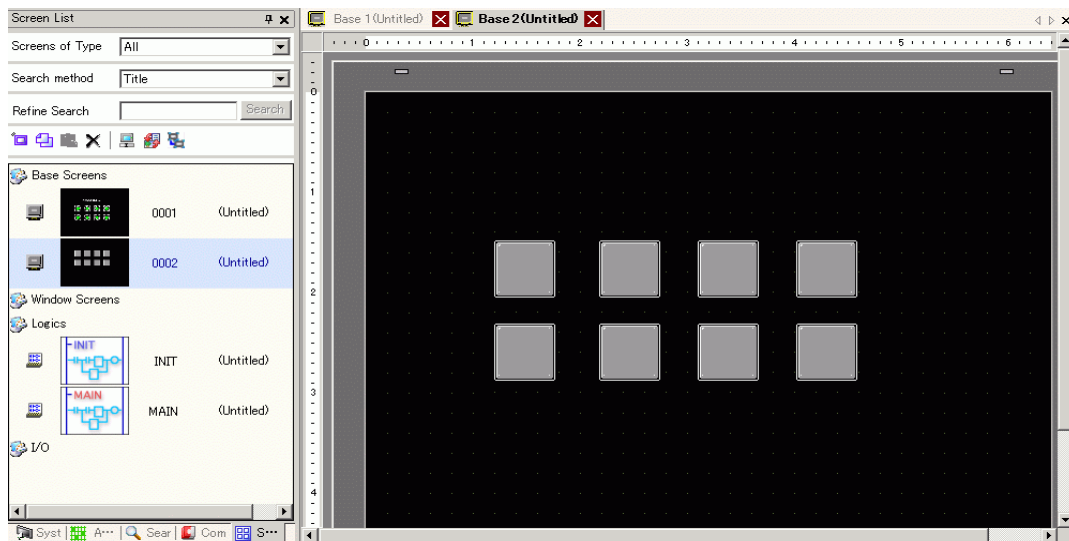 Screen List
Base 1(Untitled)
Base 2(Untitled)
Screens of Type
All
Search method
Title
Refine Search
Search
Base Screens
0001 (Untitled)
0002 (Untitled)
Window Screens
Logics
INIT
INIT (Untitled)
MAIN
MAIN (Untitled)
I/O
Syst
A···
Sear
Com
S···
0 1 2 3 4 5 6
0
1
2
3
4